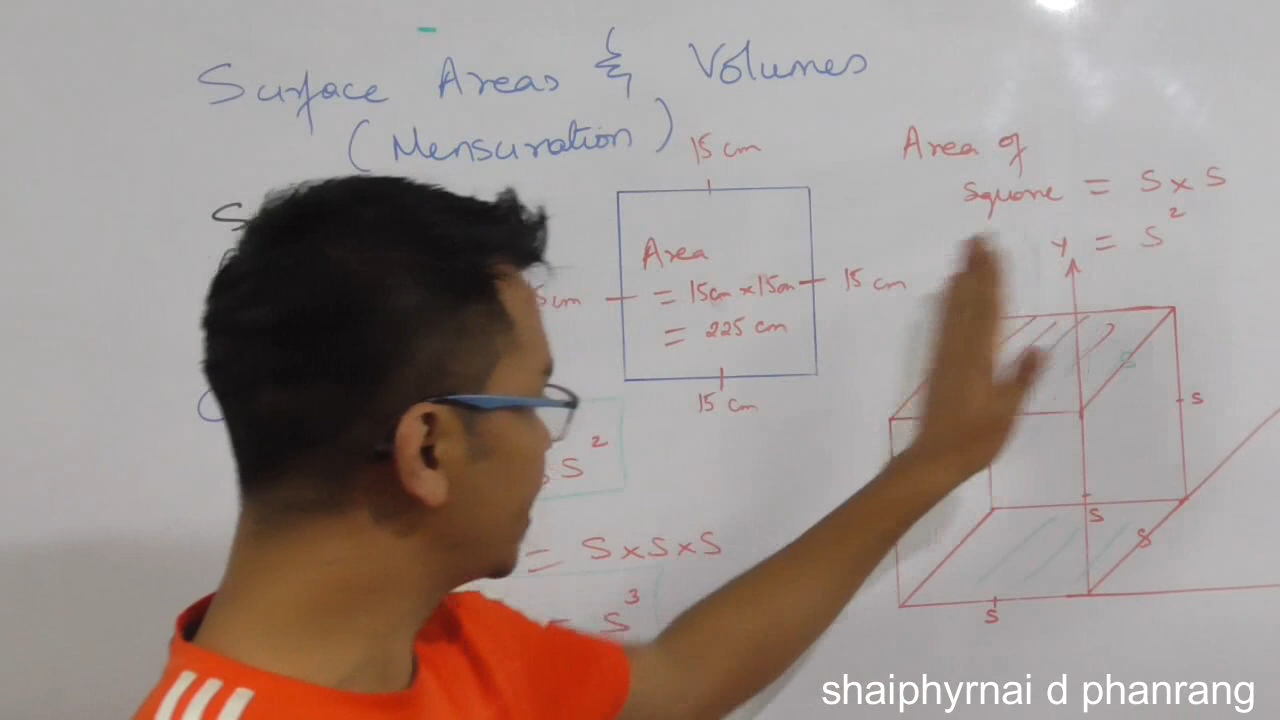 Surface Areas & Volumes
(Mensuration)
15 cm
Area of
square = S x S
= S²
y
S
Area
= 15cm x 15cm
= 225 cm
15 cm
5cm
15 cm
S²
= S x S x S
= S³
s
s
s
s
shaiphyrnai d phanrang